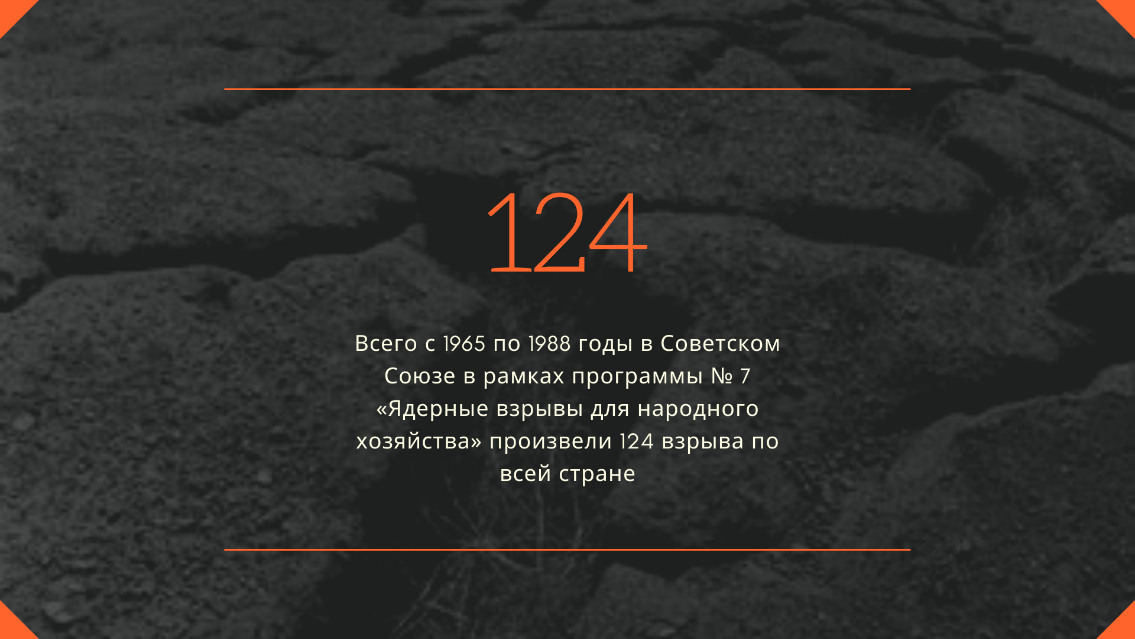 124
Всего с 1965 по 1988 годы в Советском
Союзе в рамках программы № 7
«Ядерные взрывы для народного
хозяйства» произвели 124 взрыва по
всей стране